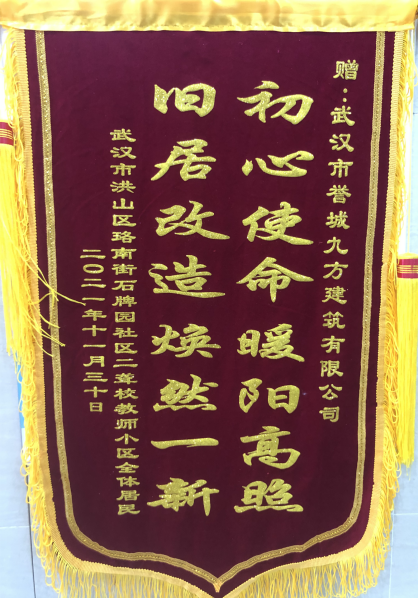 赠：武汉市誉城九方建筑有限公司
初心使命暖阳高照
旧居改造焕然一新
武汉市洪山区珞南街石牌园社区二聋校教师小区全体居民
二〇二一年十一月三十日